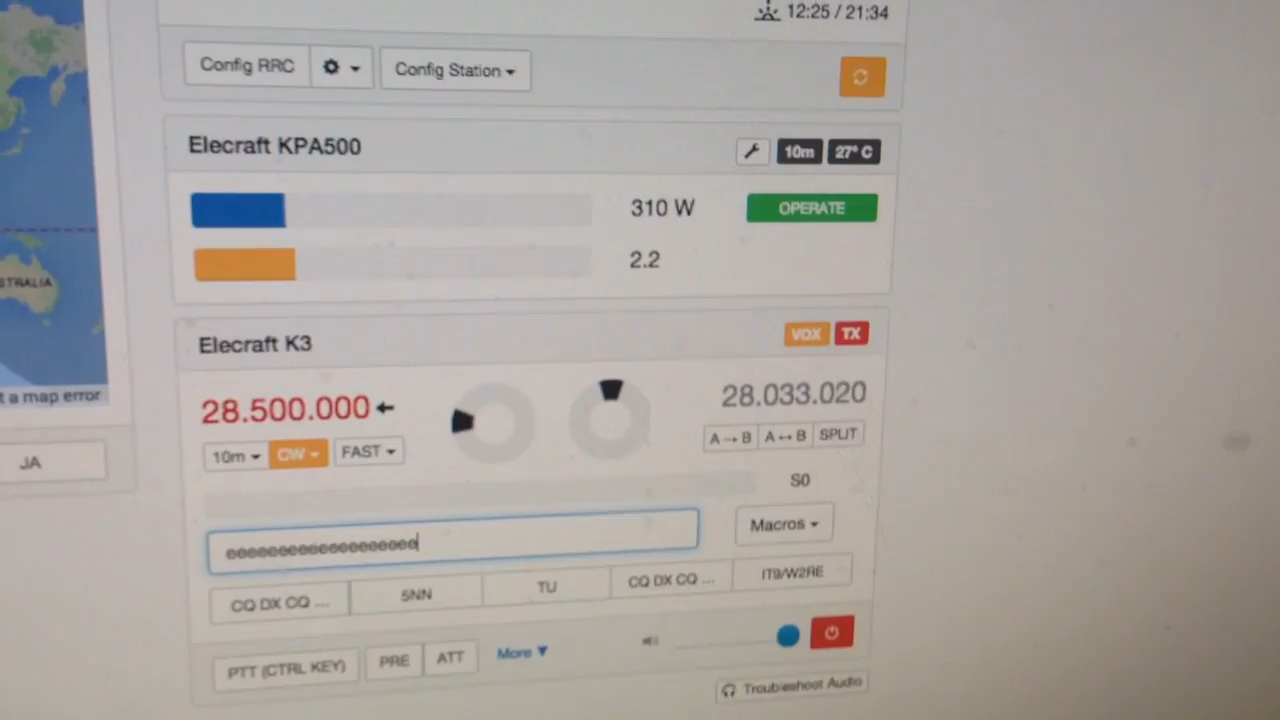 12:25 / 21:34
Config RRC
Config Station
Elecraft KPA500
10m 27° C
310 W
OPERATE
2.2
STRALIA
Elecraft K3
VOX TX
t a map error
28.500.000
28.033.020
10m CW FAST
A→B A↔B SPLIT
JA
S0
Macros
CQ DX CQ ... 5NN TU CQ DX CQ ... IT9/W2RE
PTT (CTRL KEY) PRE ATT More ▼
Troubleshoot Audio